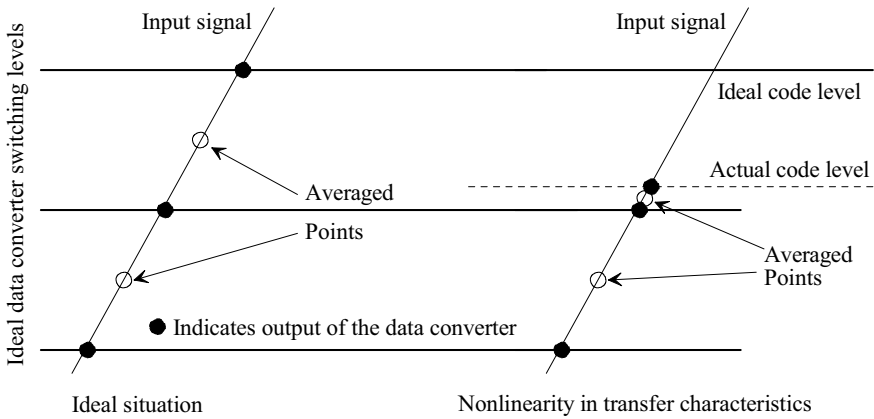 Input signal
Input signal
Ideal data converter switching levels
Ideal code level
Actual code level
Averaged
Points
Averaged
Points
Indicates output of the data converter
Ideal situation
Nonlinearity in transfer characteristics